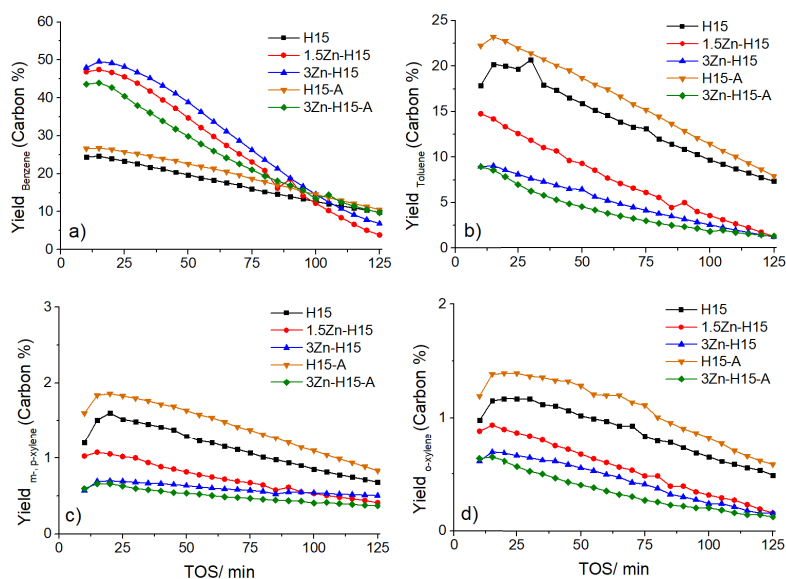 Yield Benzene (Carbon %)
60
50
40
30
20
10
0
0
25
50
75
100
125
H15
1.5Zn-H15
3Zn-H15
H15-A
3Zn-H15-A
a)
Yield Toluene (Carbon %)
25
20
15
10
5
0
0
25
50
75
100
125
H15
1.5Zn-H15
3Zn-H15
H15-A
3Zn-H15-A
b)
Yield m-, p-xylene (Carbon %)
3
2
1
0
0
25
50
75
100
125
H15
1.5Zn-H15
3Zn-H15
H15-A
3Zn-H15-A
c)
TOS/ min
Yield o-xylene (Carbon %)
2
1
0
0
25
50
75
100
125
H15
1.5Zn-H15
3Zn-H15
H15-A
3Zn-H15-A
d)
TOS/ min